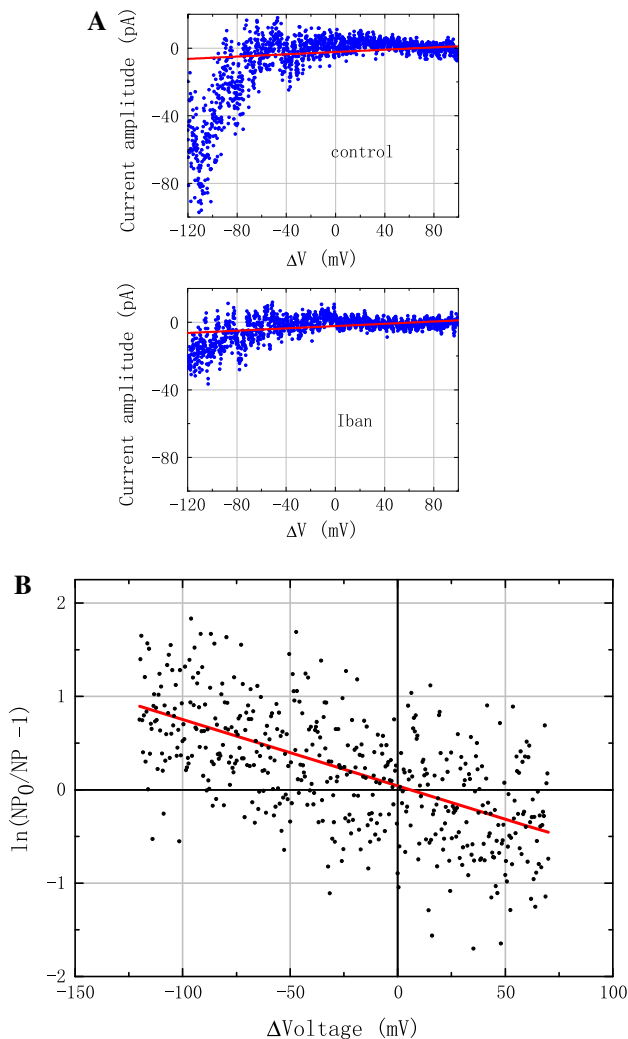 A
Current amplitude (pA)
0
-40
-80
control
-120 -80 -40 0 40 80
ΔV (mV)
Current amplitude (pA)
0
-40
-80
Iban
-120 -80 -40 0 40 80
ΔV (mV)
B
ln(NP0/NP -1)
2
1
0
-1
-2
-150 -100 -50 0 50 100
ΔVoltage (mV)